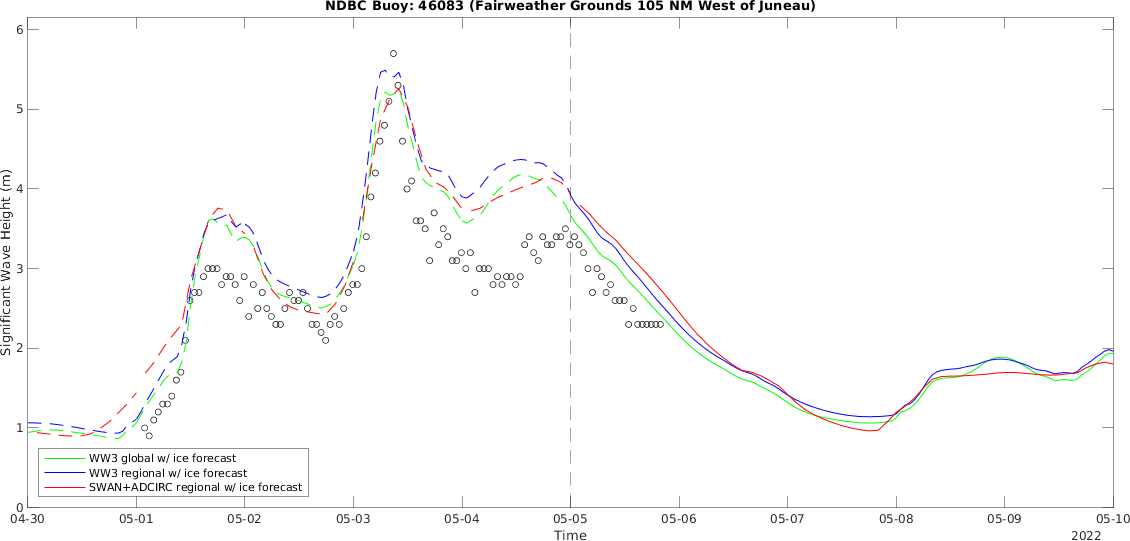 NDBC Buoy: 46083 (Fairweather Grounds 105 NM West of Juneau)
Significant Wave Height (m)
6
5
4
3
2
1
0
WW3 global w/ ice forecast
WW3 regional w/ ice forecast
SWAN+ADCIRC regional w/ ice forecast
04-30 05-01 05-02 05-03 05-04 05-05 05-06 05-07 05-08 05-09 05-10
Time
2022